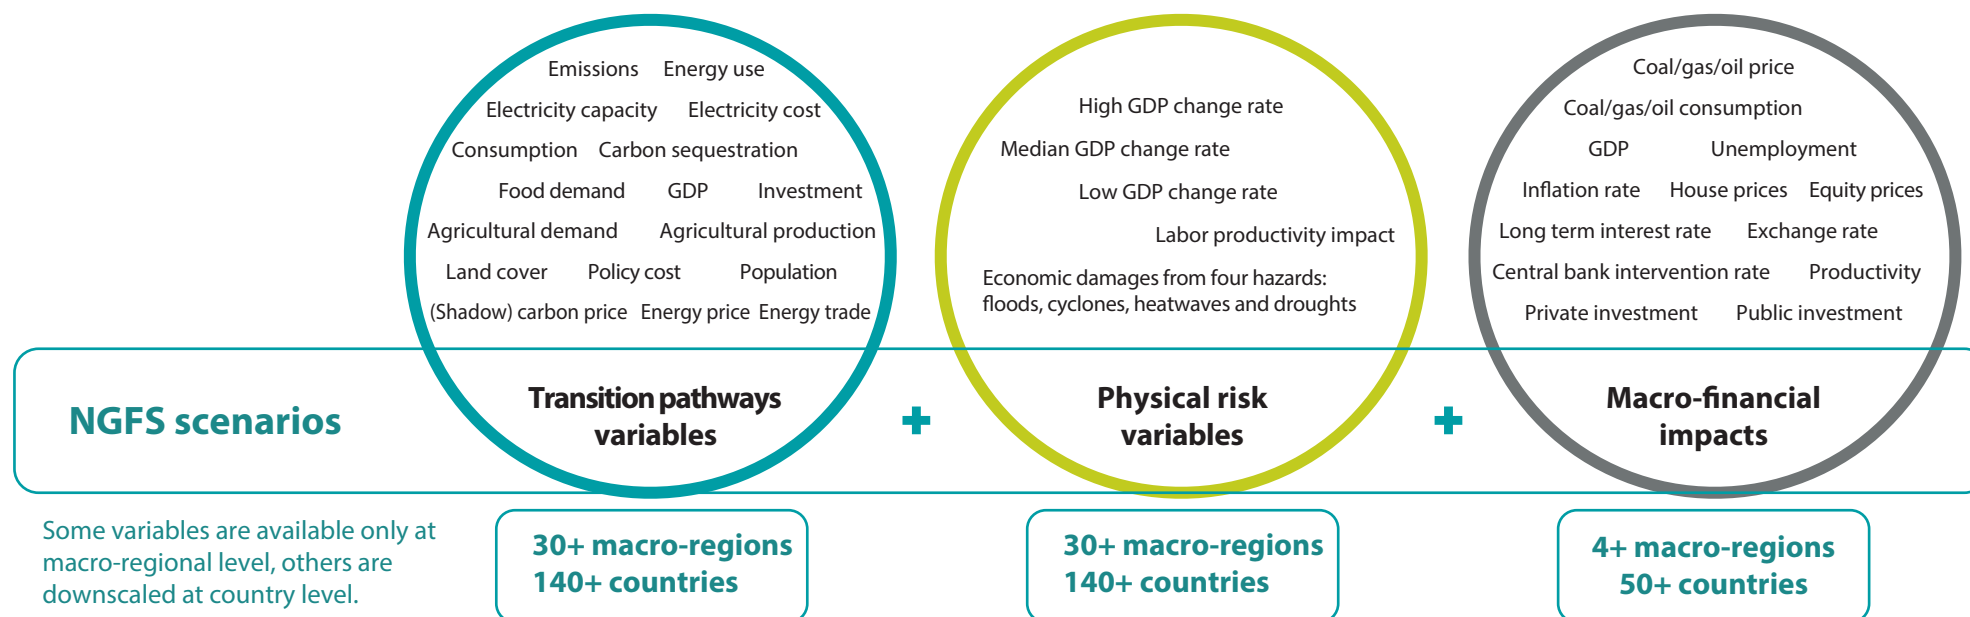 Emissions Energy use
Electricity capacity Electricity cost
Consumption Carbon sequestration
Food demand GDP Investment
Agricultural demand Agricultural production
Land cover Policy cost Population
(Shadow) carbon price Energy price Energy trade
High GDP change rate
Median GDP change rate
Low GDP change rate
Labor productivity impact
Economic damages from four hazards:
floods, cyclones, heatwaves and droughts
Coal/gas/oil price
Coal/gas/oil consumption
GDP Unemployment
Inflation rate House prices Equity prices
Long term interest rate Exchange rate
Central bank intervention rate Productivity
Private investment Public investment
NGFS scenarios
Transition pathways
variables
+
Physical risk
variables
+
Macro-financial
impacts
Some variables are available only at
macro-regional level, others are
downscaled at country level.
30+ macro-regions
140+ countries
30+ macro-regions
140+ countries
4+ macro-regions
50+ countries